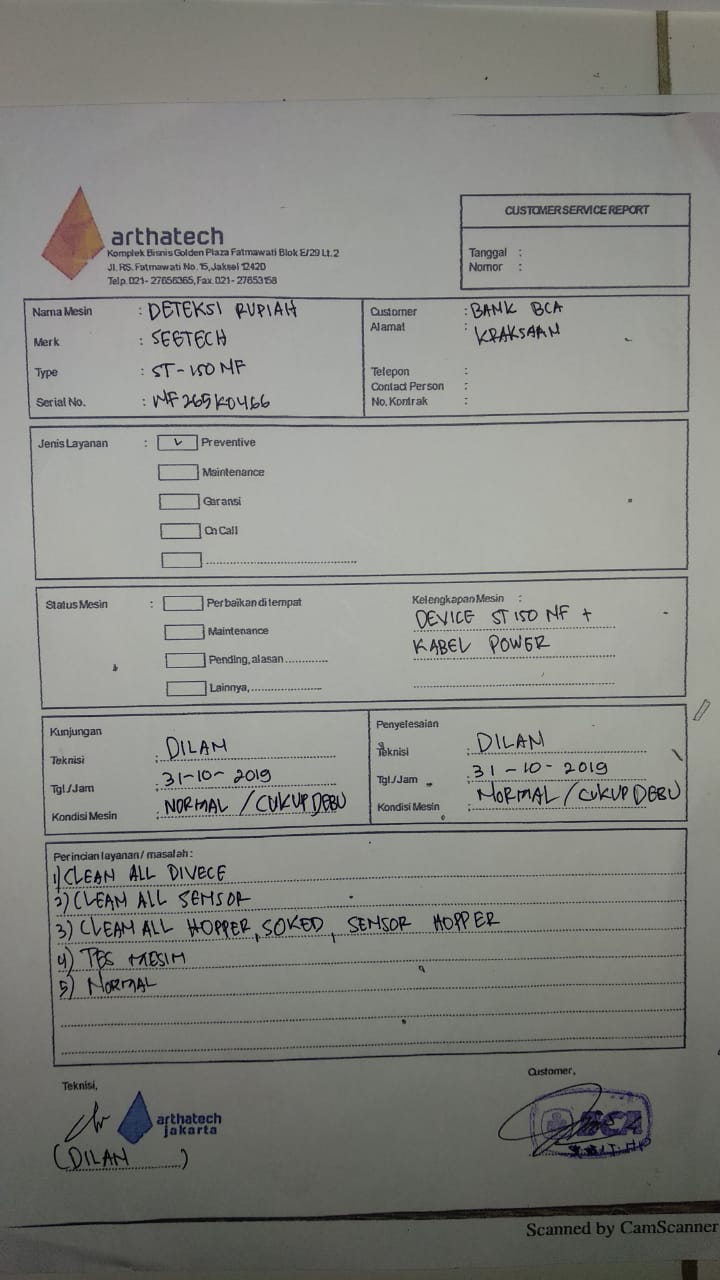 arthatech
Komplek Bisnis Golden Plaza Fatmawati Blok E/29 Lt. 2
Jl. RS. Fatmawati No. 15, Jaksel 12420
Telp. 021- 27656365, Fax. 021- 27653158
CUSTOMER SERVICE REPORT
Tanggal :
Nomor :
Nama Mesin : DETEKSI RUPIAH
Merk : SEETECH
Type : ST-150 NF
Serial No. : NF265K0466
Customer : BANK BCA
Alamat : KRAKSAAN
Telepon :
Contact Person :
No. Kontrak :
Jenis Layanan : Preventive
Maintenance
Garansi
On Call
Status Mesin : Perbaikan di tempat
Maintenance
Pending, alasan
Lainnya,
Kelengkapan Mesin :
DEVICE ST 150 NF +
KABEL POWER
Kunjungan
Teknisi : DILAN
Tgl./Jam : 31-10-2019
Kondisi Mesin : NORMAL / CUKUP DEBU
Penyelesaian
Teknisi : DILAN
Tgl./Jam : 31-10-2019
Kondisi Mesin : NORMAL / CUKUP DEBU
Perincian layanan / masalah :
1) CLEAN ALL DIVECE
2) CLEAN ALL SENSOR
3) CLEAN ALL HOPPER, SOKED, SENSOR HOPPER
4) TES MESIN
5) NORMAL
Teknisi,
arthatech
jakarta
(DILAN)
Customer,
BCA
Scanned by CamScanner